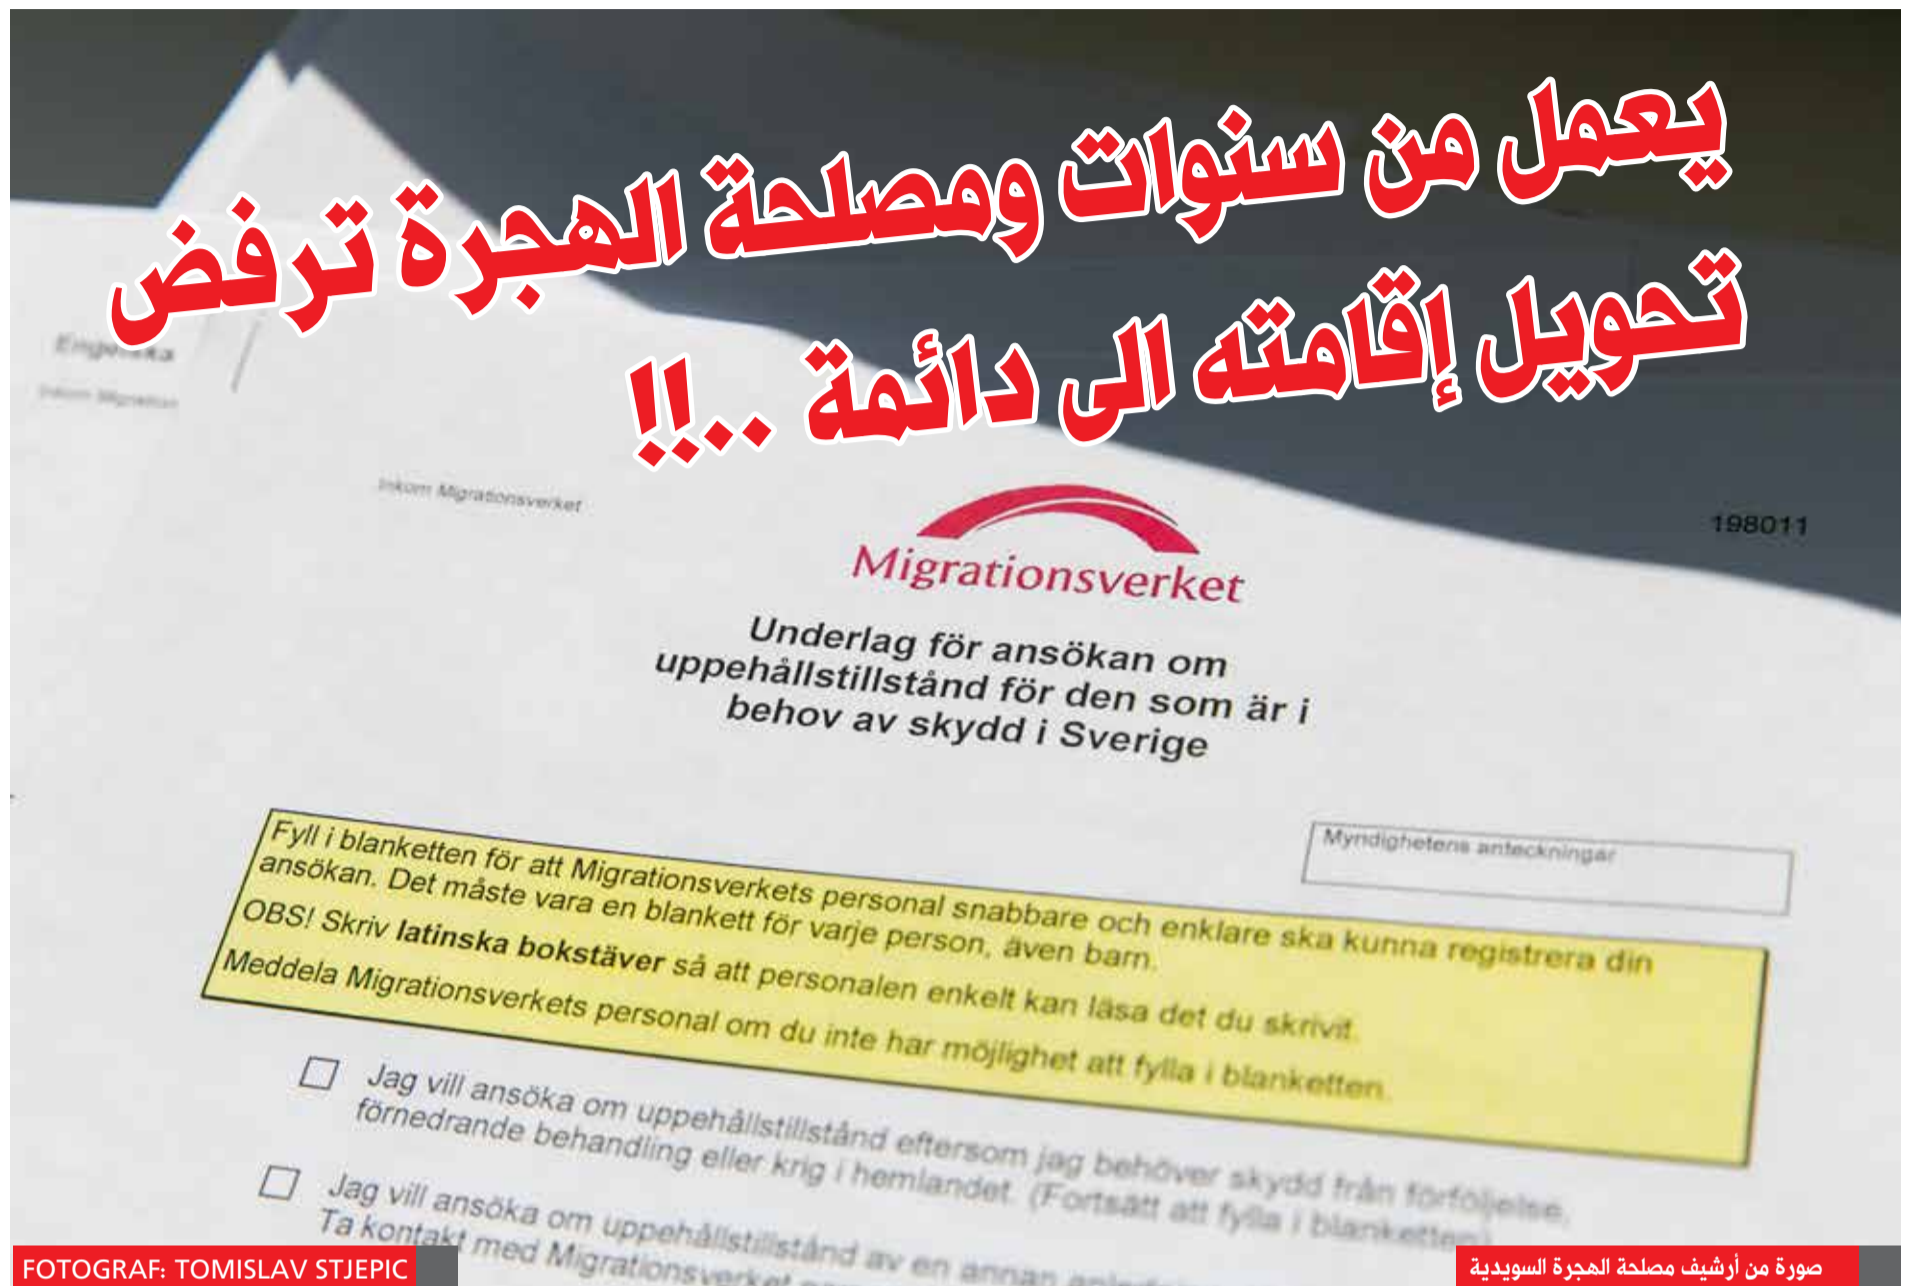 يعمل من سنوات ومصلحة الهجرة ترفض
تحويل إقامته الى دائمة ..!!
Engelska
Inkom Migration
Inkom Migrationsverket
198011
Migrationsverket
Underlag för ansökan om
uppehållstillstånd för den som är i
behov av skydd i Sverige
Myndighetens anteckningar
Fyll i blanketten för att Migrationsverkets personal snabbare och enklare ska kunna registrera din
ansökan. Det måste vara en blankett för varje person, även barn.
OBS! Skriv latinska bokstäver så att personalen enkelt kan läsa det du skrivit.
Meddela Migrationsverkets personal om du inte har möjlighet att fylla i blanketten.
Jag vill ansöka om uppehållstillstånd eftersom jag behöver skydd från förföljelse,
förnedrande behandling eller krig i hemlandet. (Fortsätt att fylla i blanketten)
Jag vill ansöka om uppehållstillstånd av en annan
Ta kontakt med Migrationsverket
FOTOGRAF: TOMISLAV STJEPIC
صورة من أرشيف مصلحة الهجرة السويدية